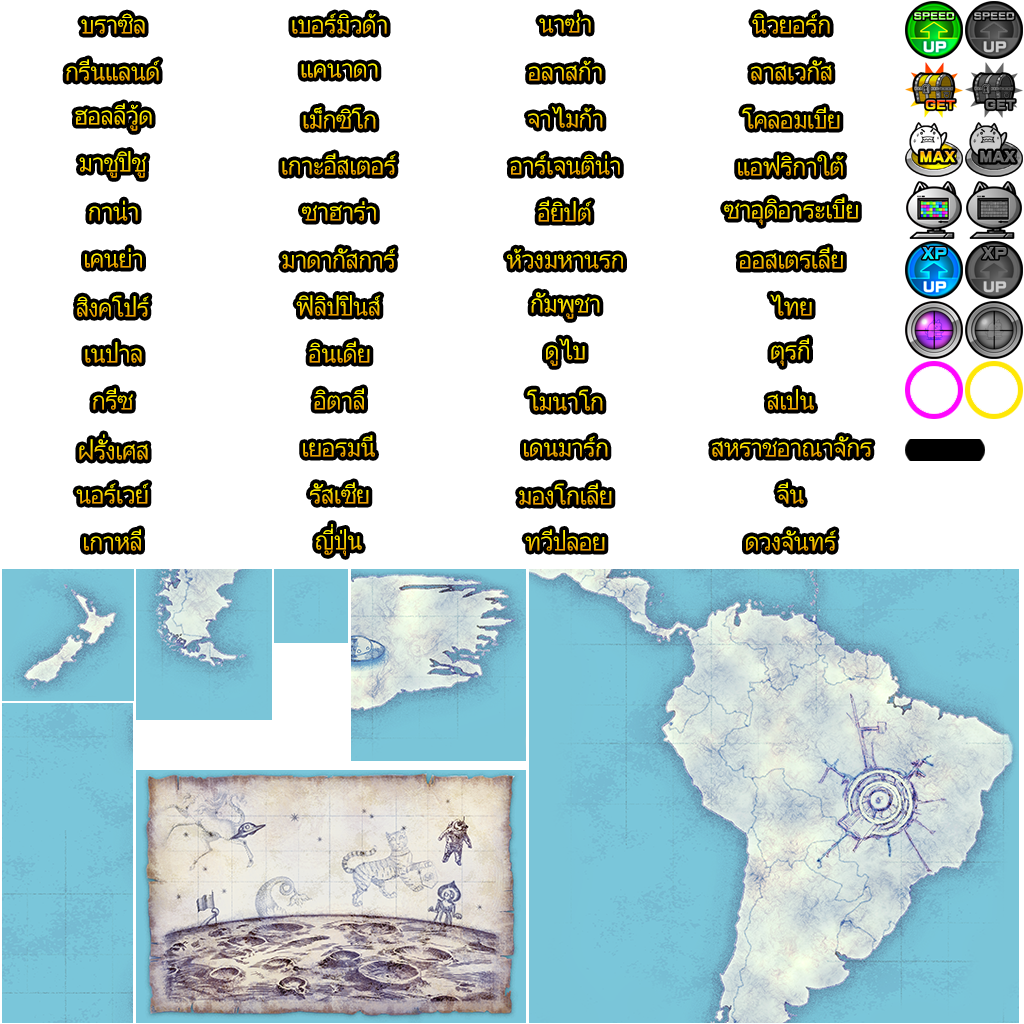 บราซิล เบอร์มิวด้า นาซ่า นิวยอร์ก
กรีนแลนด์ แคนาดา อลาสก้า ลาสเวกัส
ฮอลลีวู้ด เม็กซิโก จาไมก้า โคลอมเบีย
มาชูปิชู เกาะอีสเตอร์ อาร์เจนติน่า แอฟริกาใต้
กาน่า ซาฮาร่า อียิปต์ ซาอุดิอาระเบีย
เคนย่า มาดากัสการ์ ห้วงมหานรก ออสเตรเลีย
สิงคโปร์ ฟิลิปปินส์ กัมพูชา ไทย
เนปาล อินเดีย ดูไบ ตุรกี
กรีซ อิตาลี โมนาโก สเปน
ฝรั่งเศส เยอรมนี เดนมาร์ก สหราชอาณาจักร
นอร์เวย์ รัสเซีย มองโกเลีย จีน
เกาหลี ญี่ปุ่น ทวีปลอย ดวงจันทร์
SPEED UP SPEED UP
GET GET
MAX MAX
XP UP XP UP